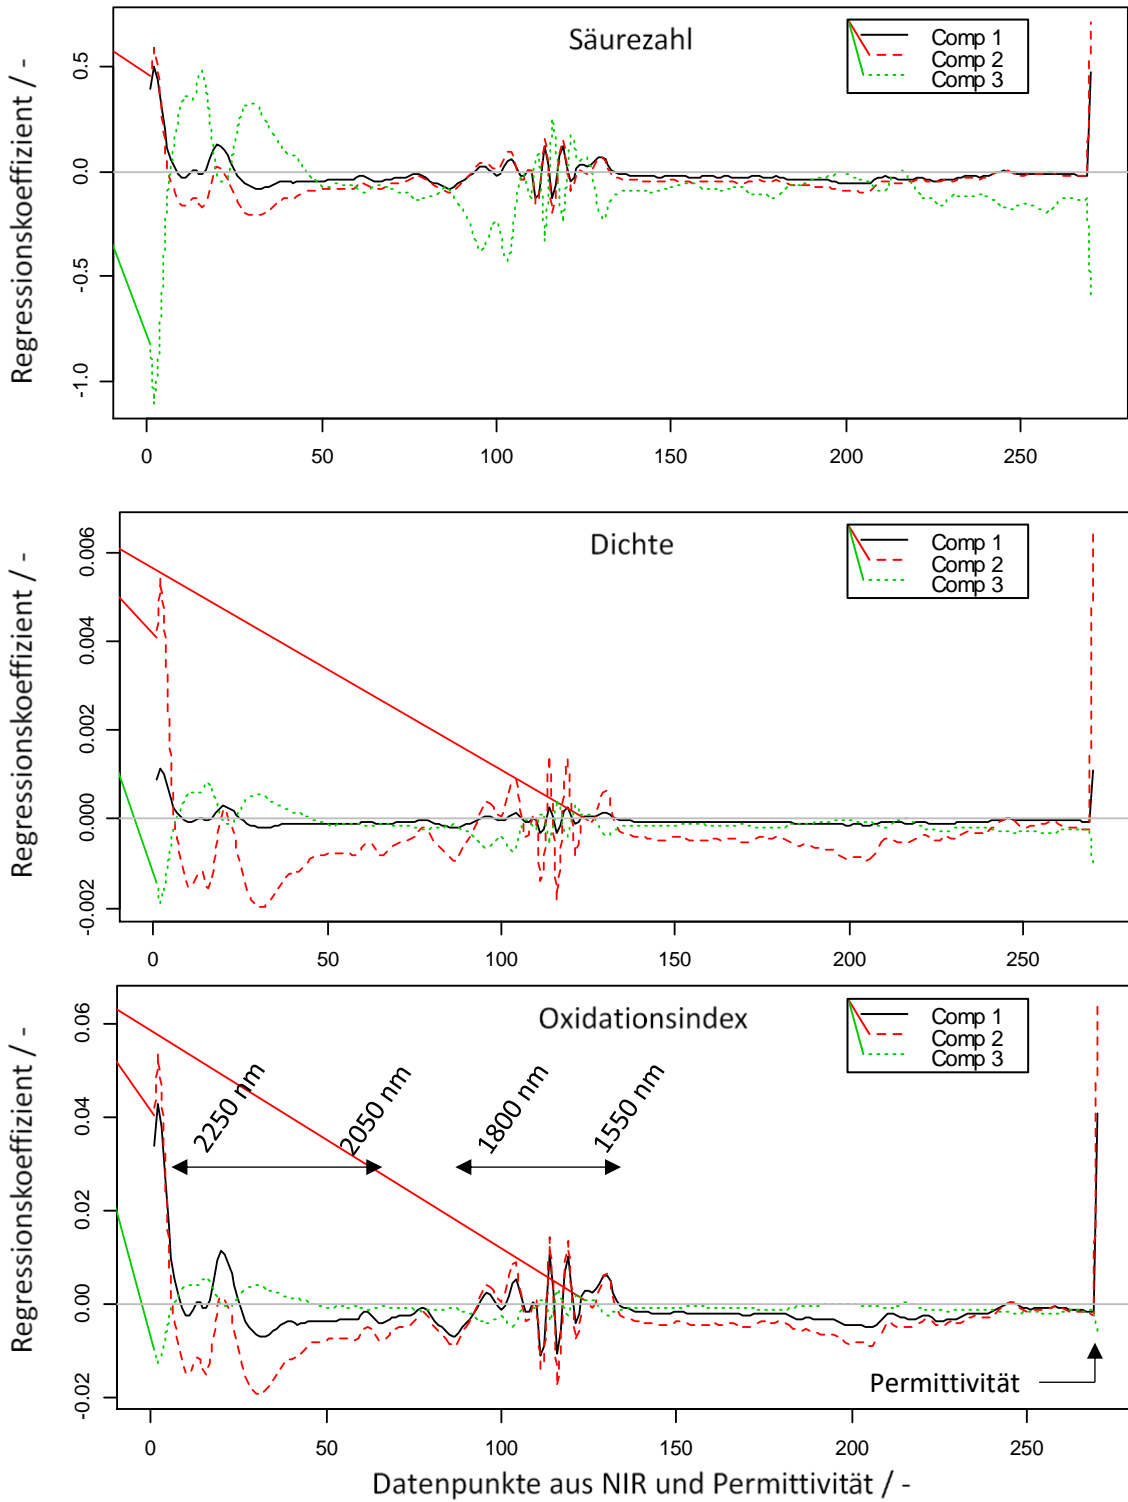 Säurezahl
Comp 1
Comp 2
Comp 3
Regressionskoeffizient / -
0.5
0.0
-0.5
-1.0
0 50 100 150 200 250
Dichte
Comp 1
Comp 2
Comp 3
Regressionskoeffizient / -
0.006
0.004
0.002
0.000
-0.002
0 50 100 150 200 250
Oxidationsindex
Comp 1
Comp 2
Comp 3
Regressionskoeffizient / -
0.06
0.04
0.02
0.00
-0.02
2250 nm
2050 nm
1800 nm
1550 nm
Permittivität
0 50 100 150 200 250
Datenpunkte aus NIR und Permittivität / -